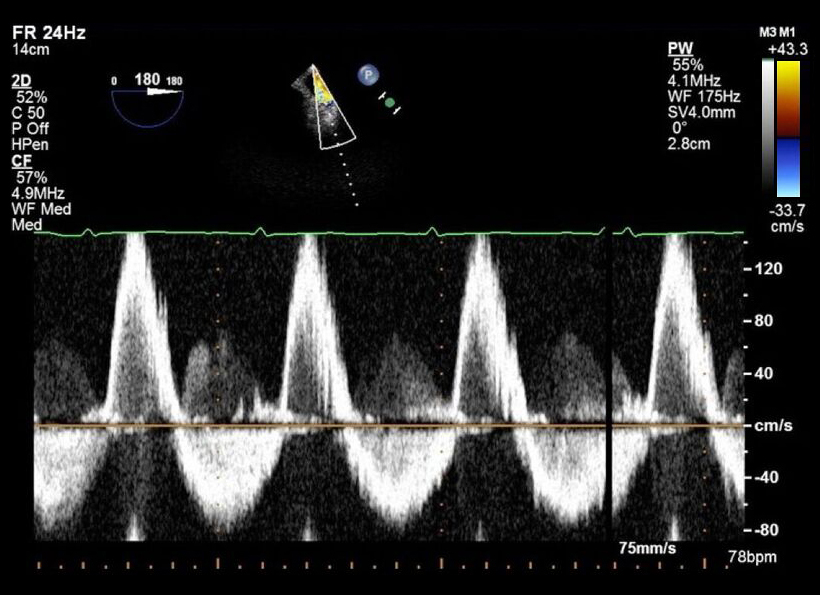 FR 24Hz
14cm
2D
52%
C 50
P Off
HPen
CF
57%
4.9MHz
WF Med
Med
0 180 180
P
PW
55%
4.1MHz
WF 175Hz
SV4.0mm
0°
2.8cm
M3 M1
+43.3
-33.7
cm/s
120
80
40
cm/s
-40
-80
75mm/s
78bpm